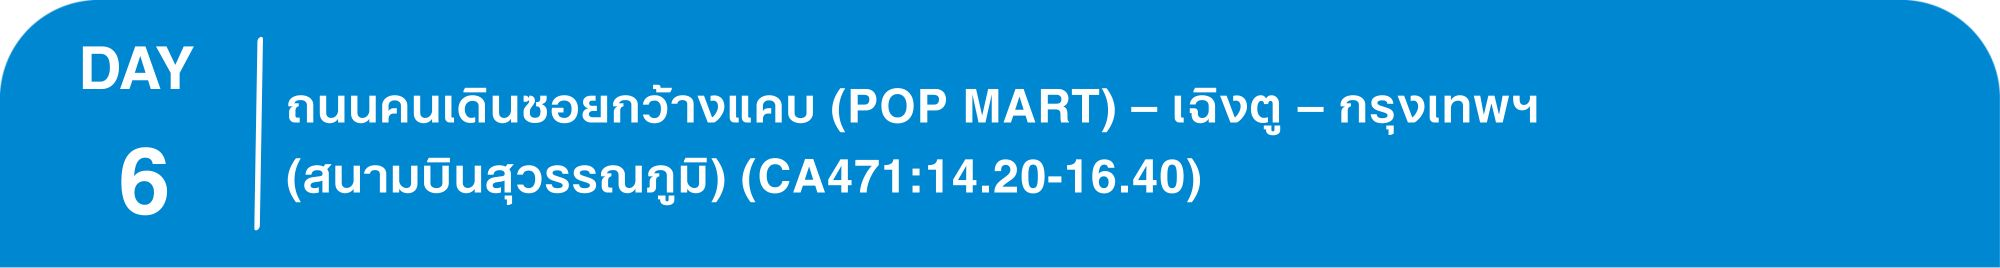 DAY
6
ถนนคนเดินซอยกว้างแคบ (POP MART) – เฉิงตู – กรุงเทพฯ
(สนามบินสุวรรณภูมิ) (CA471:14.20-16.40)